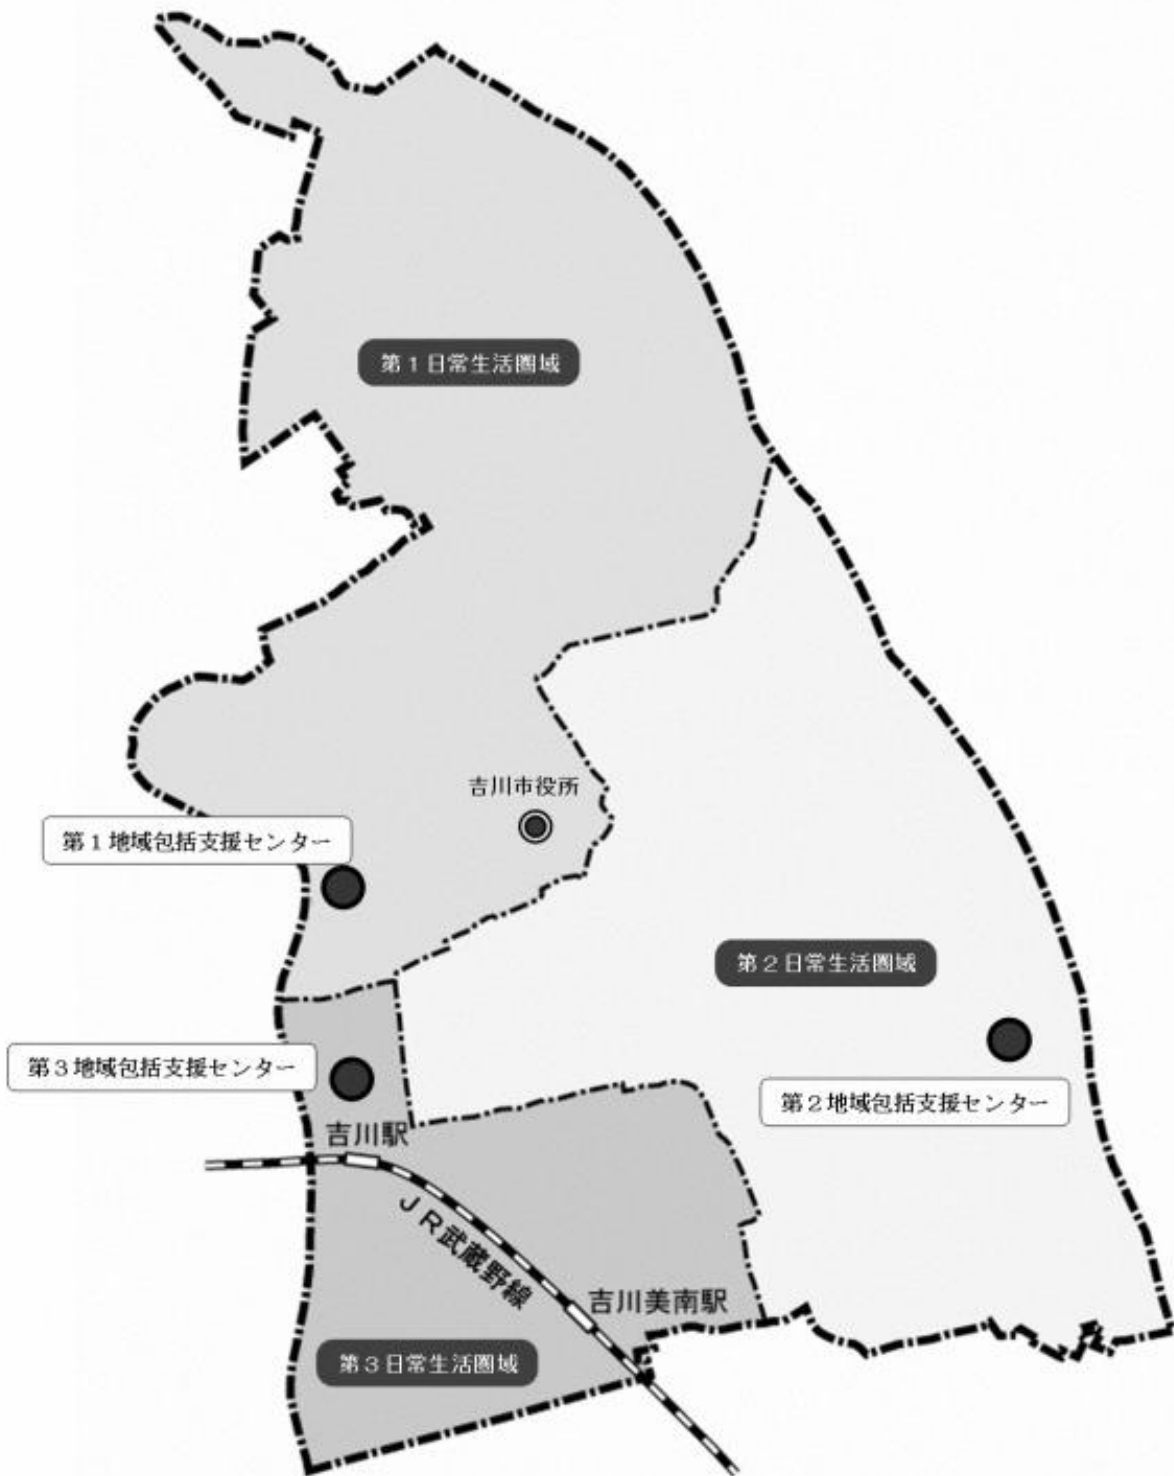 第１日常生活圏域
吉川市役所
第１地域包括支援センター
第２日常生活圏域
第３地域包括支援センター
第２地域包括支援センター
吉川駅
ＪＲ武蔵野線
吉川美南駅
第３日常生活圏域